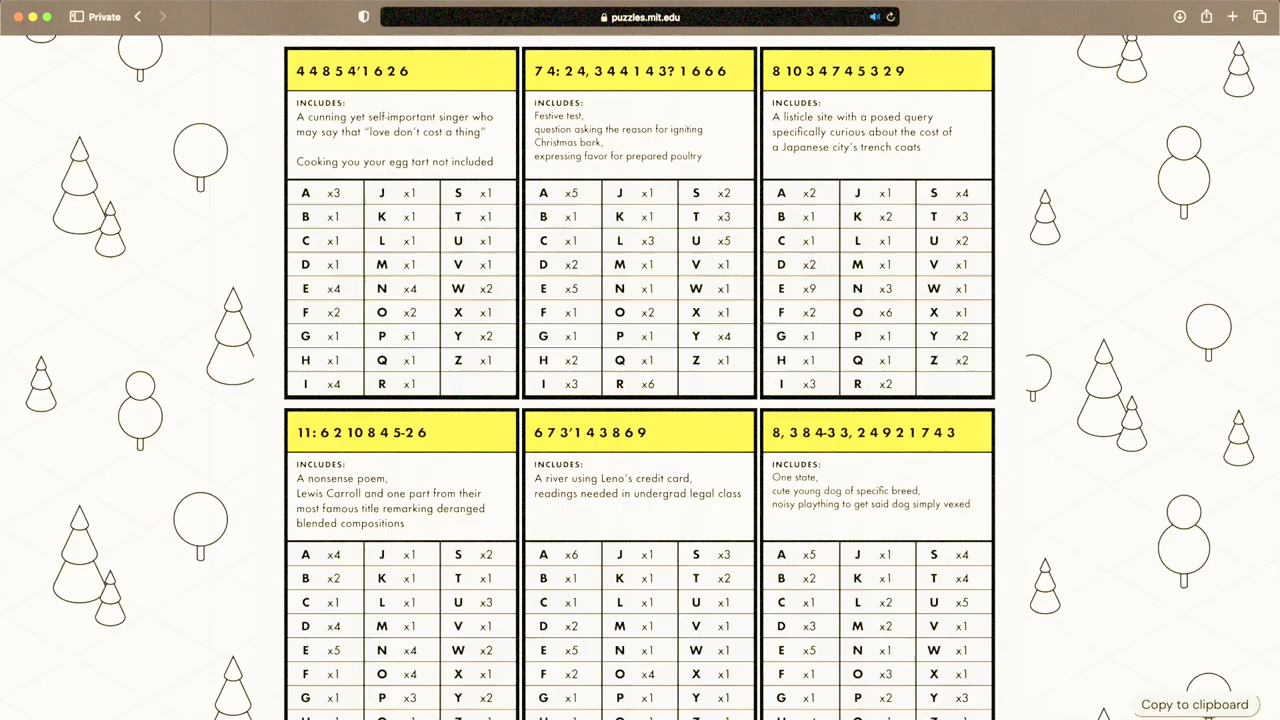 Private
puzzles.mit.edu
4 4 8 5 4'1 6 2 6
INCLUDES:
A cunning yet self-important singer who
may say that “love don’t cost a thing”
Cooking you your egg tart not included
A x3 J x1 S x1
B x1 K x1 T x1
C x1 L x1 U x1
D x1 M x1 V x1
E x4 N x4 W x2
F x2 O x2 X x1
G x1 P x1 Y x2
H x1 Q x1 Z x1
I x4 R x1
7 4: 2 4, 3 4 4 1 4 3? 1 6 6 6
INCLUDES:
Festive test,
question asking the reason for igniting
Christmas bark,
expressing favor for prepared poultry
A x5 J x1 S x2
B x1 K x1 T x3
C x1 L x3 U x5
D x2 M x1 V x1
E x5 N x1 W x1
F x1 O x2 X x1
G x1 P x1 Y x4
H x2 Q x1 Z x1
I x3 R x6
8 10 3 4 7 4 5 3 2 9
INCLUDES:
A listicle site with a posed query
specifically curious about the cost of
a Japanese city’s trench coats
A x2 J x1 S x4
B x1 K x2 T x3
C x1 L x1 U x2
D x2 M x1 V x1
E x9 N x3 W x1
F x2 O x6 X x1
G x1 P x1 Y x2
H x1 Q x1 Z x2
I x3 R x2
11: 6 2 10 8 4 5-2 6
INCLUDES:
A nonsense poem,
Lewis Carroll and one part from their
most famous title remarking deranged
blended compositions
A x4 J x1 S x2
B x2 K x1 T x1
C x1 L x1 U x3
D x4 M x1 V x1
E x5 N x4 W x2
F x1 O x4 X x1
G x1 P x3 Y x2
6 7 3’1 4 3 8 6 9
INCLUDES:
A river using Leno’s credit card,
readings needed in undergrad legal class
A x6 J x1 S x3
B x1 K x1 T x2
C x1 L x1 U x1
D x2 M x1 V x1
E x5 N x1 W x1
F x2 O x4 X x1
G x1 P x1 Y x1
8, 3 8 4-3 3, 2 4 9 2 1 7 4 3
INCLUDES:
One state,
cute young dog of specific breed,
noisy plaything to get said dog simply vexed
A x5 J x1 S x4
B x2 K x1 T x4
C x1 L x2 U x5
D x3 M x2 V x1
E x5 N x1 W x1
F x1 O x3 X x1
G x1 P x2 Y x3
Copy to clipboard